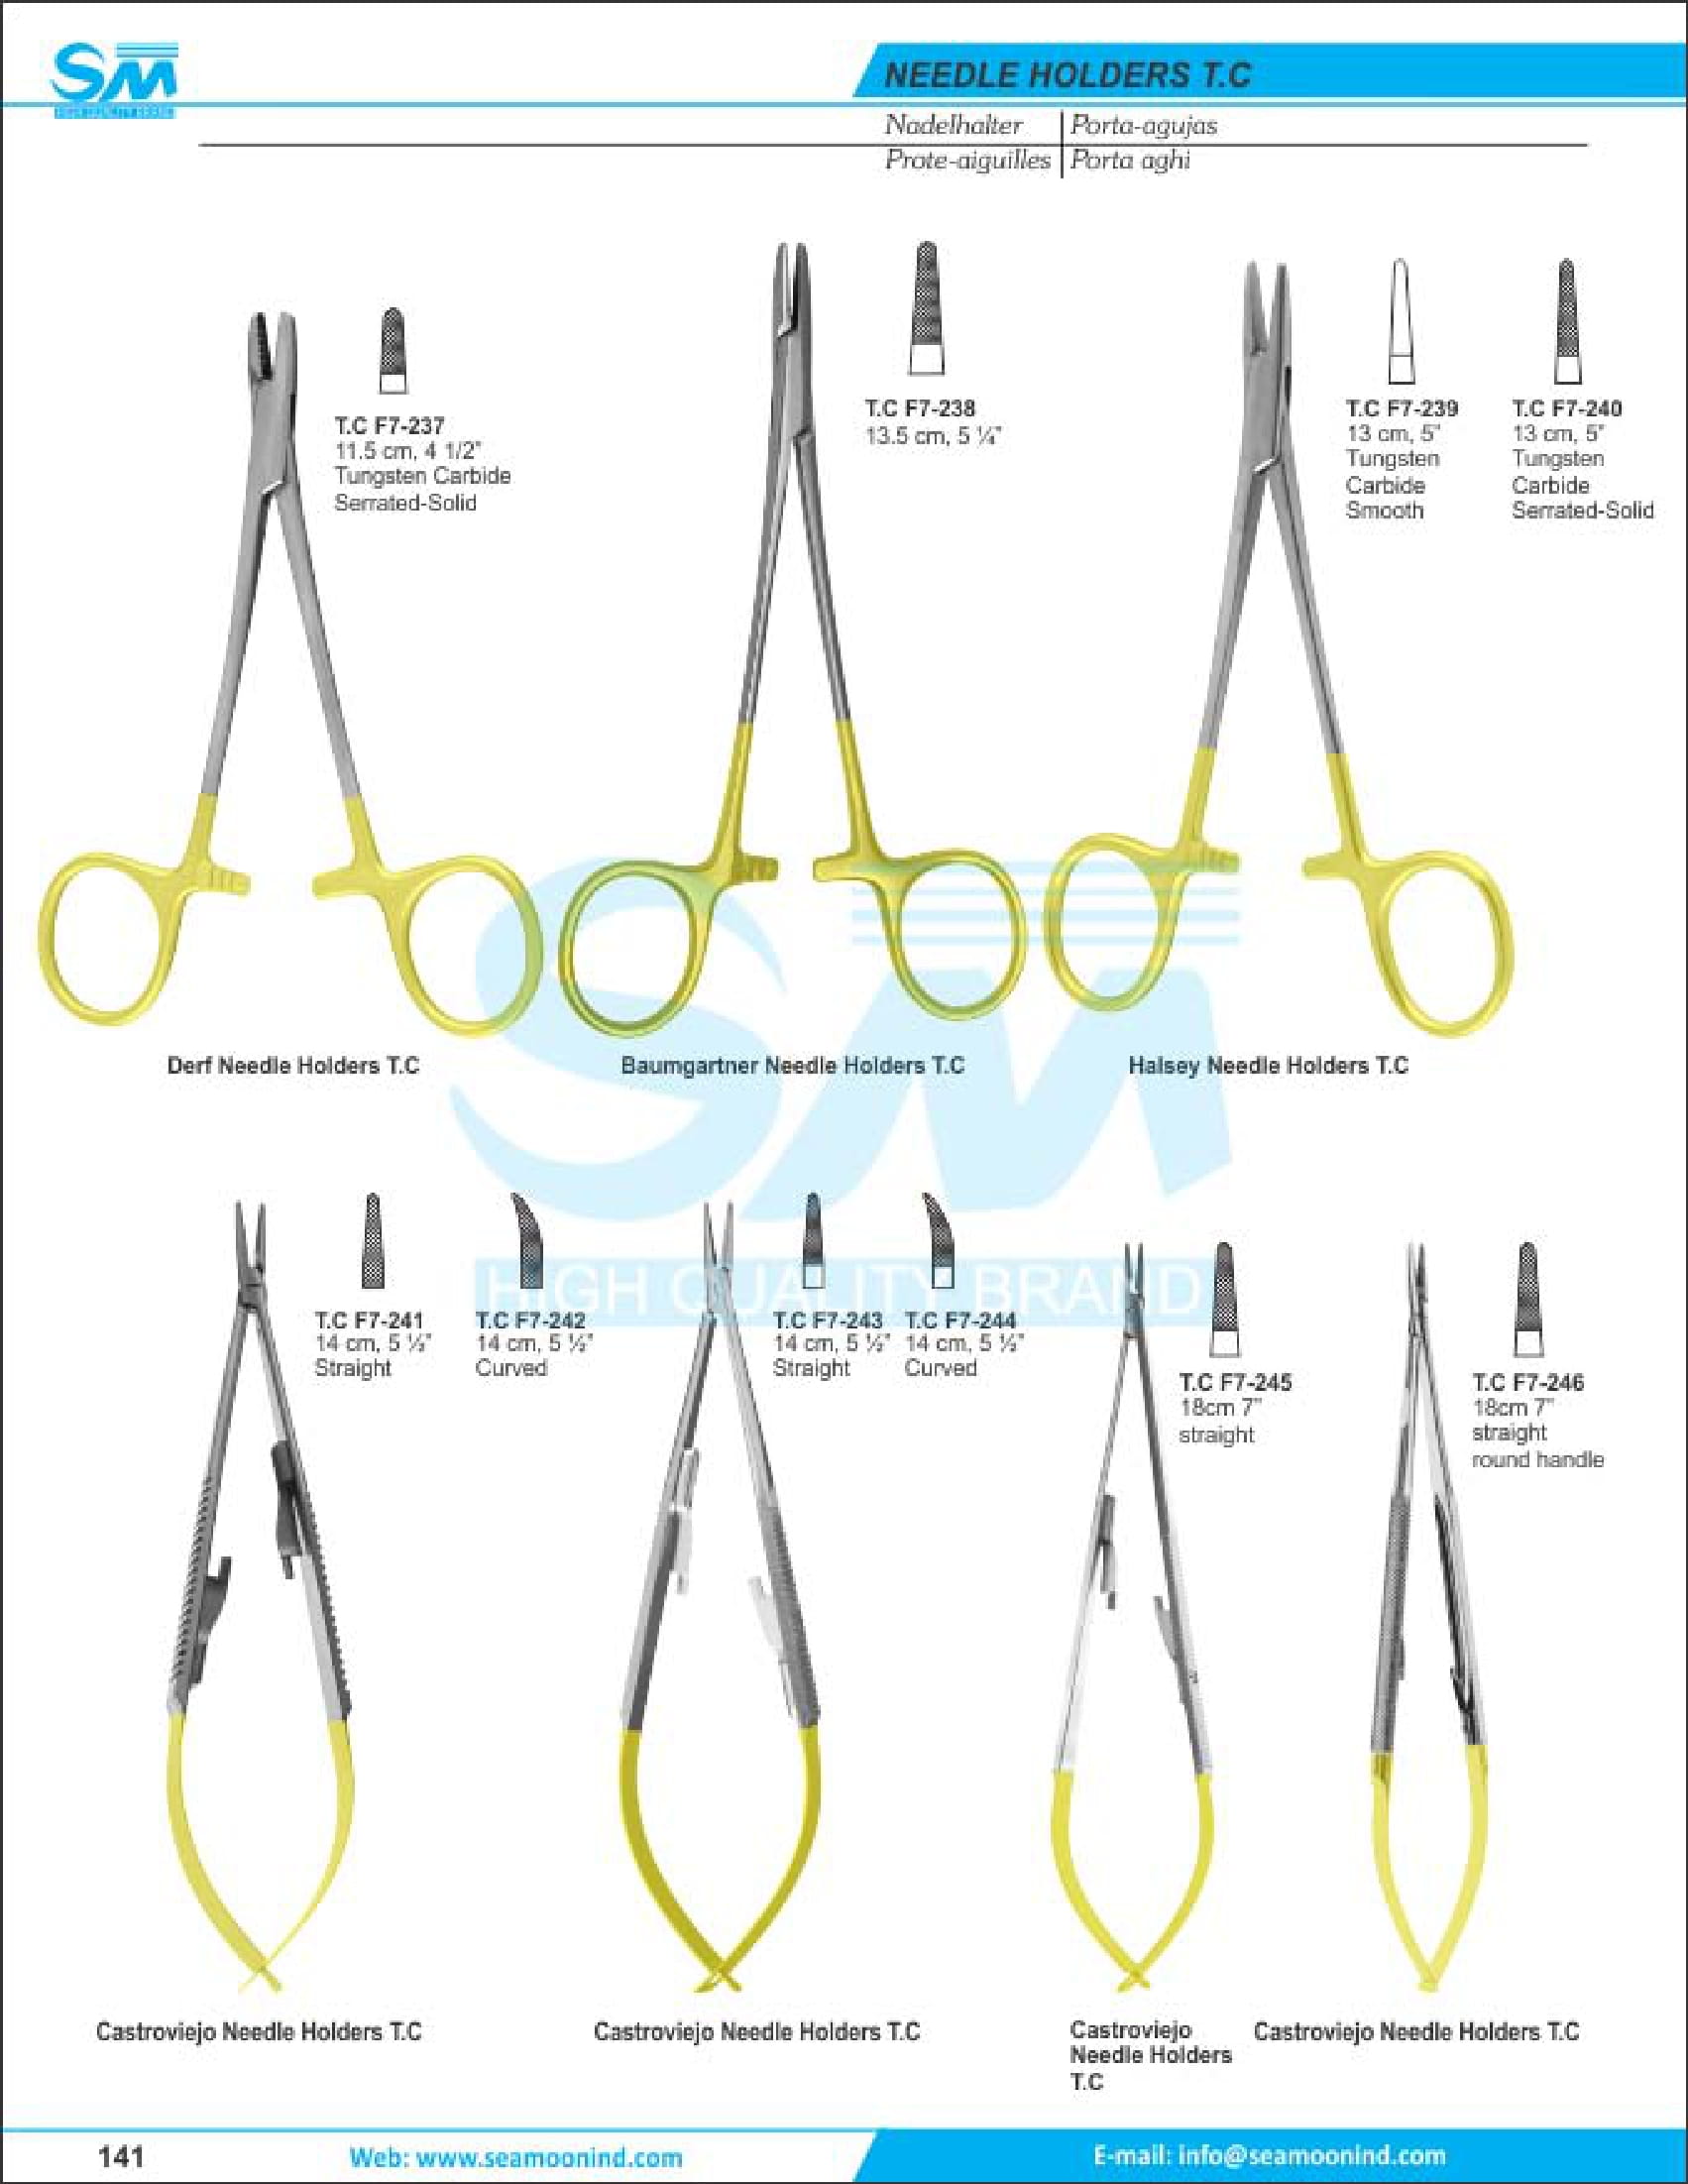 SM
NEEDLE HOLDERS T.C
Nadelhalter
Porta-agujas
Prote-aiguilles
Porta aghi
T.C F7-237
11.5 cm, 4 1/2"
Tungsten Carbide
Serrated-Solid
T.C F7-238
13.5 cm, 5 ¼"
T.C F7-239
13 cm, 5"
Tungsten
Carbide
Smooth
T.C F7-240
13 cm, 5"
Tungsten
Carbide
Serrated-Solid
Derf Needle Holders T.C
Baumgartner Needle Holders T.C
Halsey Needle Holders T.C
SM
HIGH QUALITY BRAND
T.C F7-241
14 cm, 5 ½"
Straight
T.C F7-242
14 cm, 5 ½"
Curved
T.C F7-243
14 cm, 5 ½"
Straight
T.C F7-244
14 cm, 5 ½"
Curved
T.C F7-245
18cm 7"
straight
T.C F7-246
18cm 7"
straight
round handle
Castroviejo Needle Holders T.C
Castroviejo Needle Holders T.C
Castroviejo
Needle Holders
T.C
Castroviejo Needle Holders T.C
141
Web: www.seamoonind.com
E-mail: info@seamoonind.com